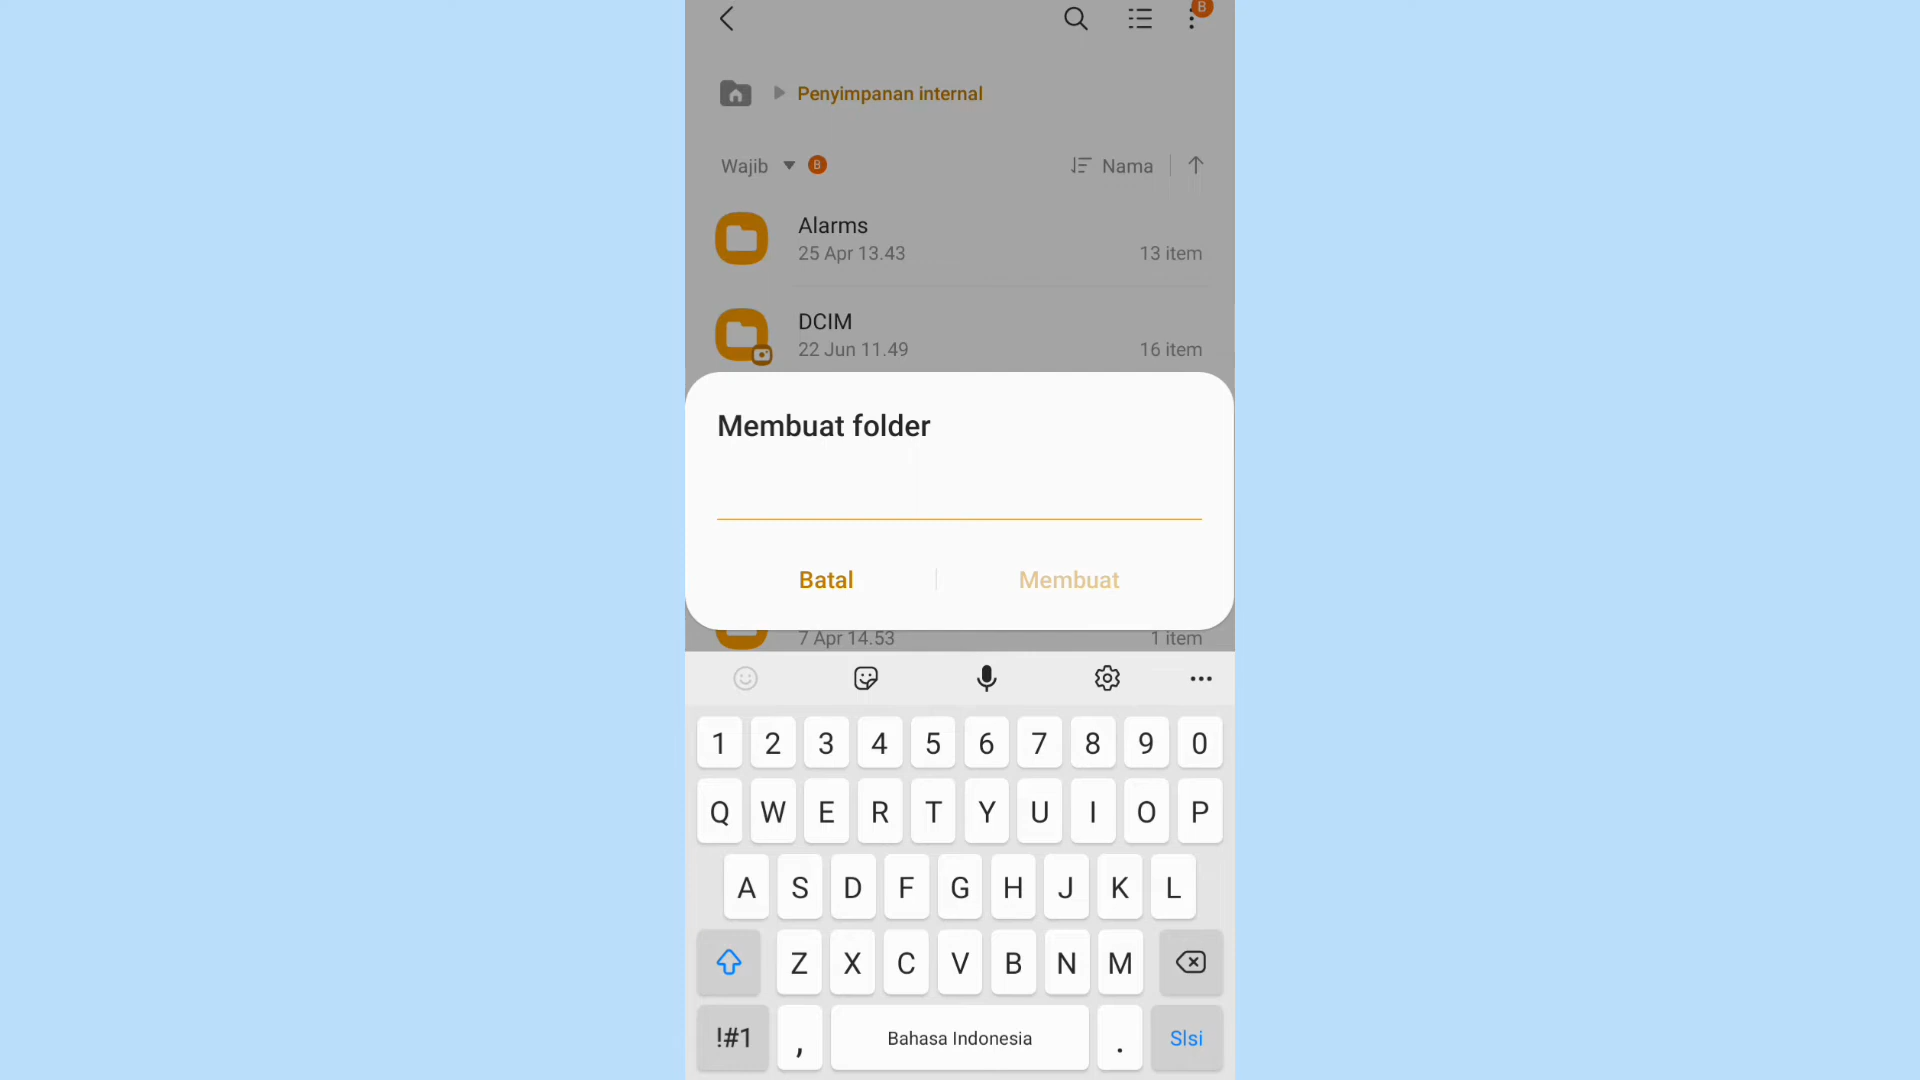 B
Penyimpanan internal
Wajib B Nama
Alarms
25 Apr 13.43 13 item
DCIM
22 Jun 11.49 16 item
Membuat folder
Batal Membuat
7 Apr 14.53 1 item
1 2 3 4 5 6 7 8 9 0
Q W E R T Y U I O P
A S D F G H J K L
Z X C V B N M
!#1 , Bahasa Indonesia . Slsi